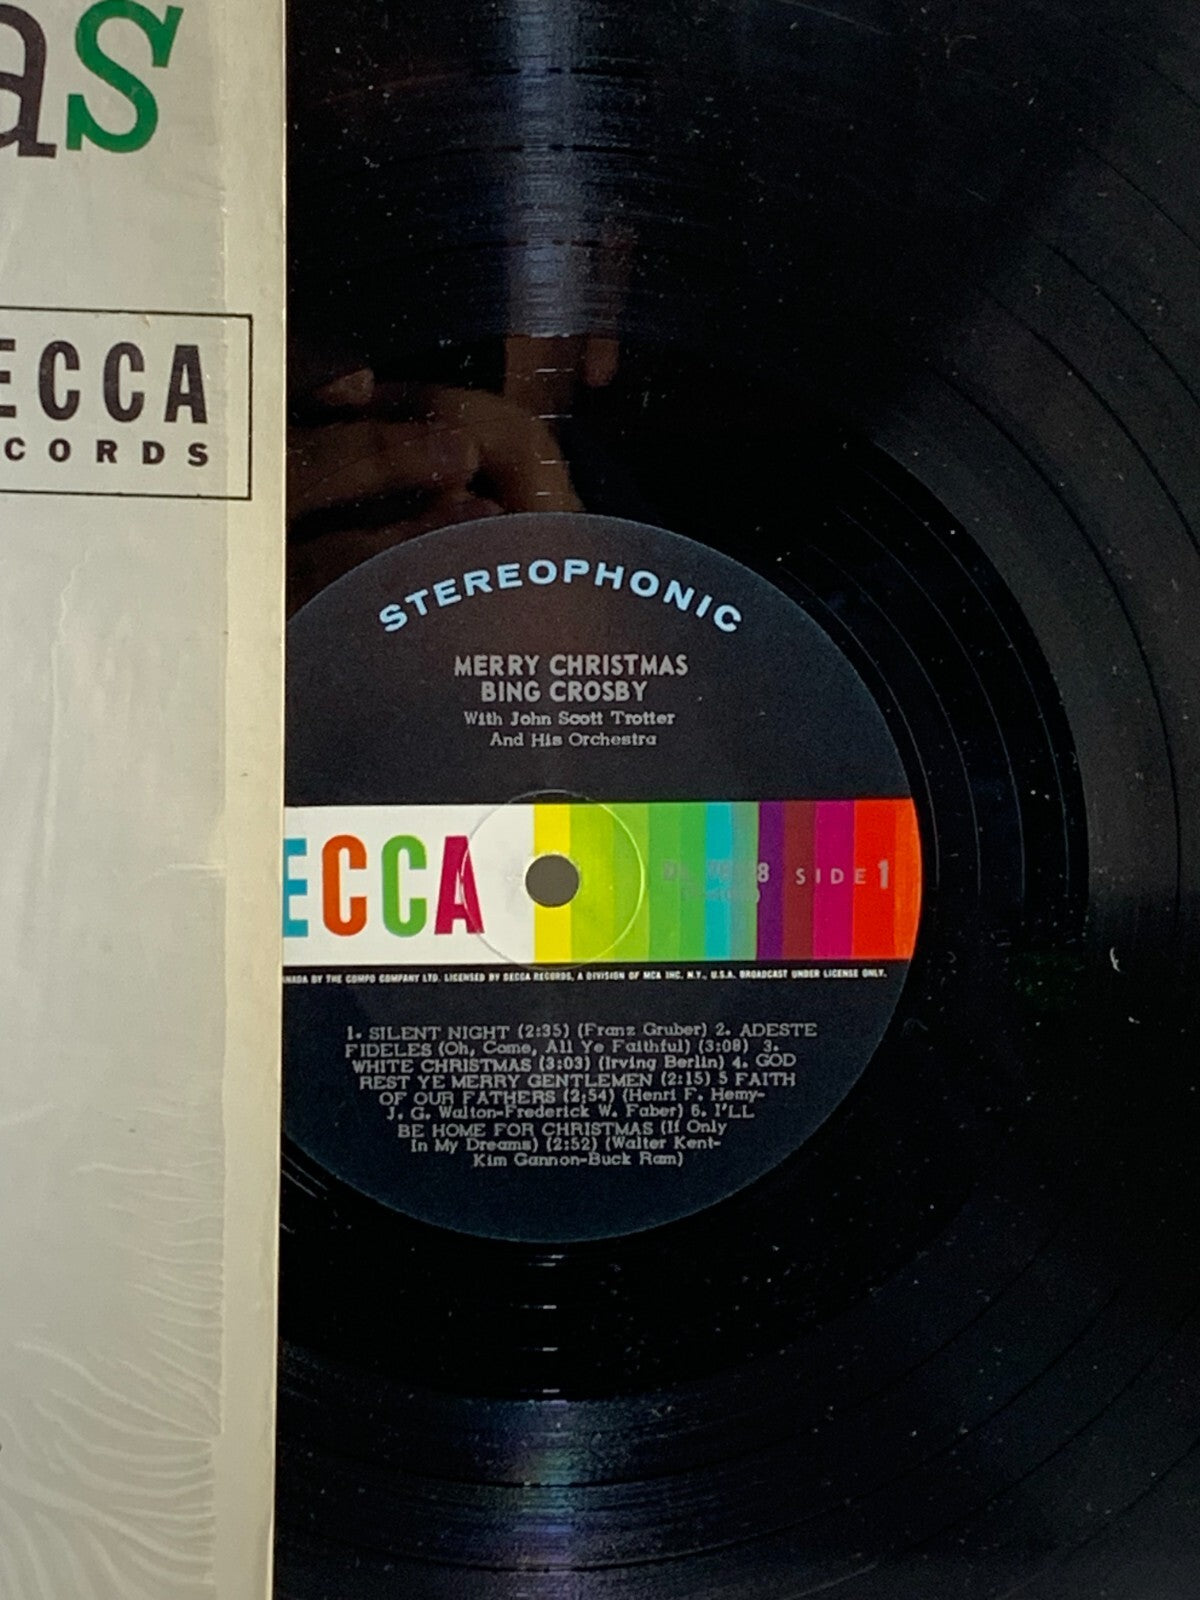 as
ECCA
CORDS
STEREOPHONIC
MERRY CHRISTMAS
BING CROSBY
With John Scott Trotter
And His Orchestra
ECCA
8 SIDE 1
NADA BY THE COMPO COMPANY LTD. LICENSED BY DECCA RECORDS, A DIVISION OF MCA INC. N.Y., U.S.A. BROADCAST UNDER LICENSE ONLY.
1. SILENT NIGHT (2:35) (Franz Gruber) 2. ADESTE
FIDELES (Oh, Come, All Ye Faithful) (3:08) 3.
WHITE CHRISTMAS (3:03) (Irving Berlin) 4. GOD
REST YE MERRY GENTLEMEN (2:15) 5 FAITH
OF OUR FATHERS (2:54) (Henri F. Hemy-
J. G. Walton-Frederick W. Faber) 6. I'LL
BE HOME FOR CHRISTMAS (If Only
In My Dreams) (2:52) (Walter Kent-
Kim Gannon-Buck Ram)